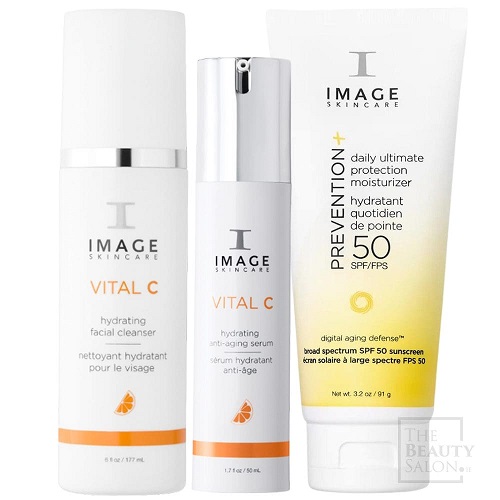 IMAGE
SKINCARE
VITAL C
hydrating
facial cleanser
nettoyant hydratant
pour le visage
6 fl oz / 177 mL
IMAGE
SKINCARE
VITAL C
hydrating
anti-aging serum
sérum hydratant
anti-âge
1.7 fl oz / 50 mL
IMAGE
SKINCARE
PREVENTION+
daily ultimate
protection
moisturizer
hydratant
quotidien
de pointe
50
SPF/FPS
digital aging defense™
broad spectrum SPF 50 sunscreen
écran solaire à large spectre FPS 50
Net wt. 3.2 oz / 91 g
THE
BEAUTY
SALON.ie